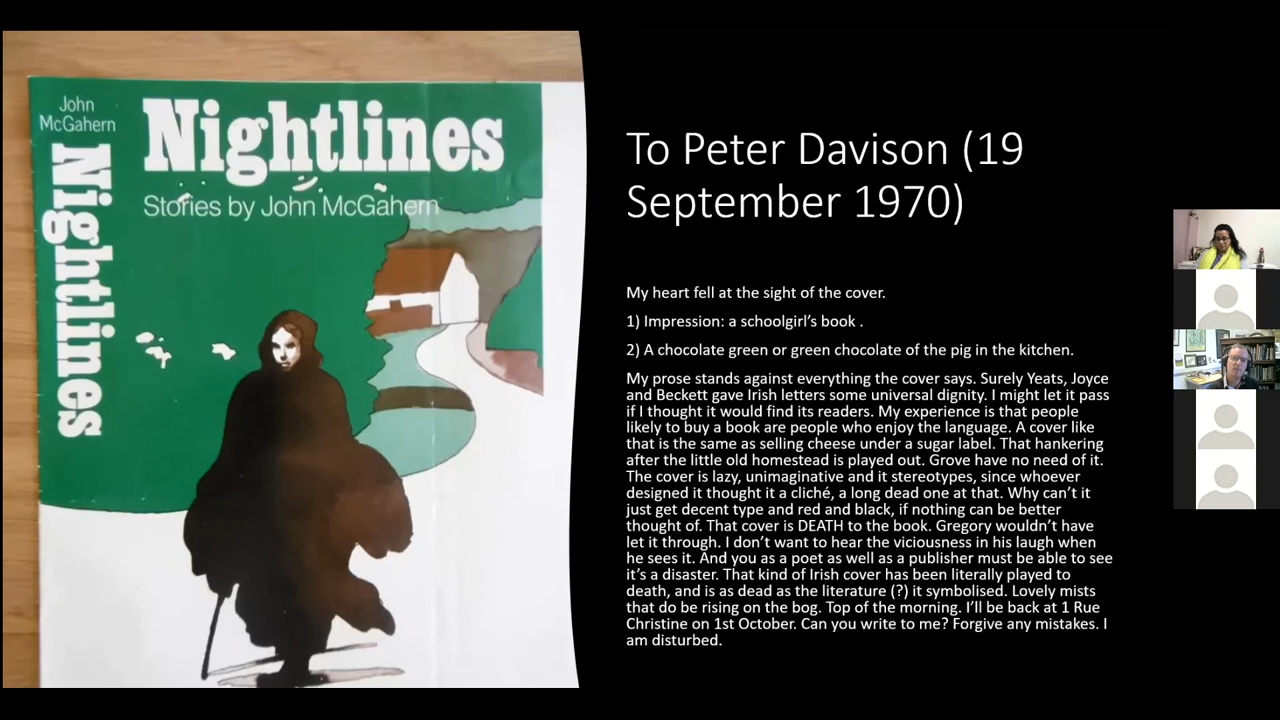 John
McGahern
Nightlines
Nightlines
Stories by John McGahern
To Peter Davison (19
September 1970)
My heart fell at the sight of the cover.
1) Impression: a schoolgirl’s book .
2) A chocolate green or green chocolate of the pig in the kitchen.
My prose stands against everything the cover says. Surely Yeats, Joyce
and Beckett gave Irish letters some universal dignity. I might let it pass
if I thought it would find its readers. My experience is that people
likely to buy a book are people who enjoy the language. A cover like
that is the same as selling cheese under a sugar label. That hankering
after the little old homestead is played out. Grove have no need of it.
The cover is lazy, unimaginative and it stereotypes, since whoever
designed it thought it a cliché, a long dead one at that. Why can’t it
just get decent type and red and black, if nothing can be better
thought of. That cover is DEATH to the book. Gregory wouldn’t have
let it through. I don’t want to hear the viciousness in his laugh when
he sees it. And you as a poet as well as a publisher must be able to see
it’s a disaster. That kind of Irish cover has been literally played to
death, and is as dead as the literature (?) it symbolised. Lovely mists
that do be rising on the bog. Top of the morning. I’ll be back at 1 Rue
Christine on 1st October. Can you write to me? Forgive any mistakes. I
am disturbed.